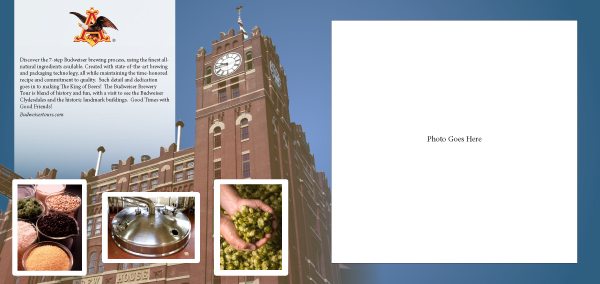 Discover the 7-step Budweiser brewing process, using the finest all-
natural ingredients available. Created with state-of-the-art brewing
and packaging technology, all while maintaining the time-honored
recipe and commitment to quality. Such detail and dedication
goes in to making The King of Beers! The Budweiser Brewery
Tour is blend of history and fun, with a visit to see the Budweiser
Clydesdales and the historic landmark buildings. Good Times with
Good Friends!
Budweisertours.com
Photo Goes Here
HOUSE